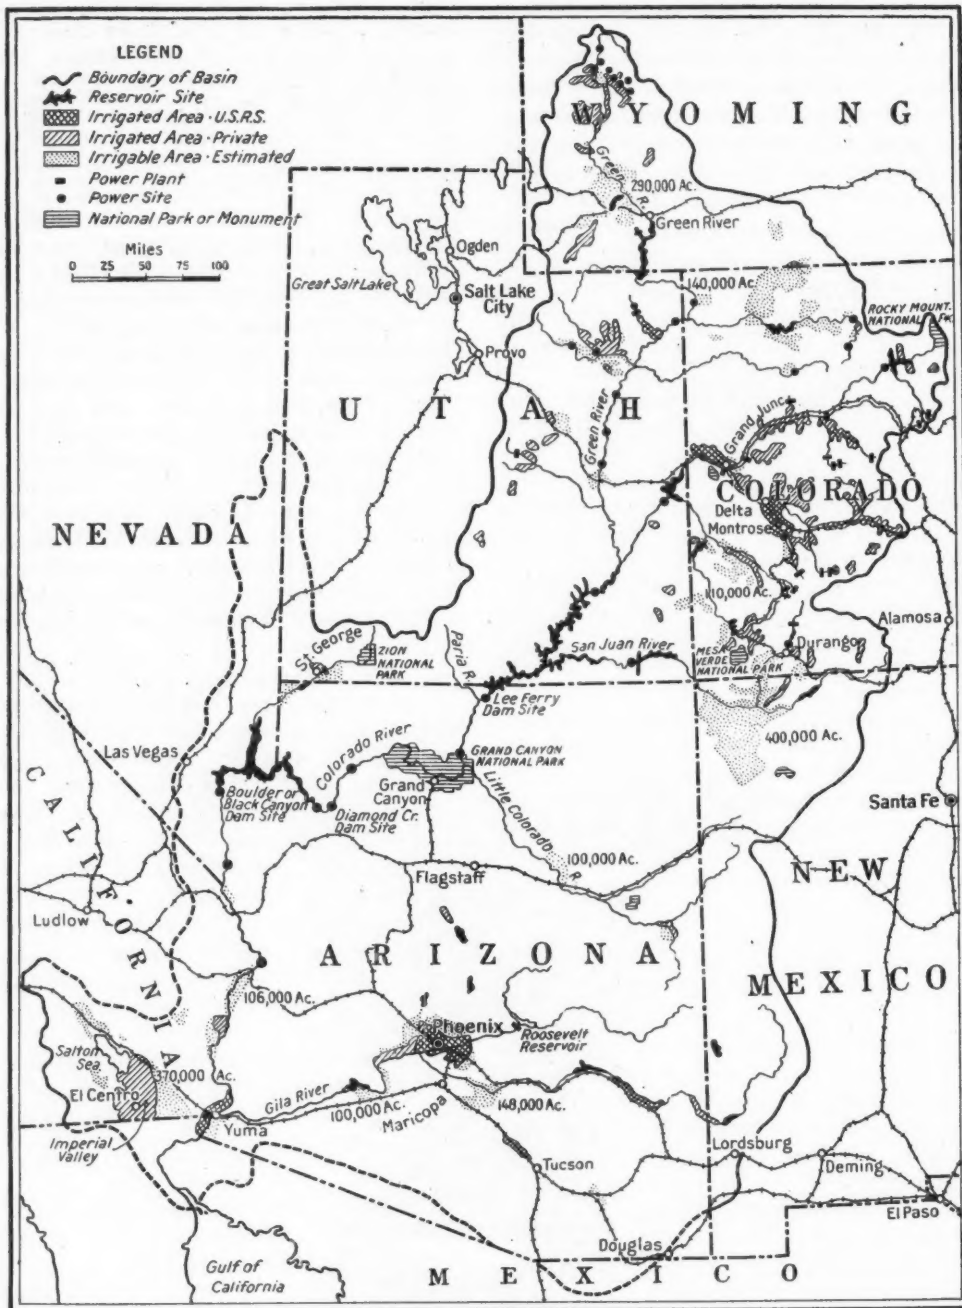 LEGEND
Boundary of Basin
Reservoir Site
Irrigated Area · U.S.R.S.
Irrigated Area · Private
Irrigable Area · Estimated
Power Plant
Power Site
National Park or Monument
Miles
0 25 50 75 100
WYOMING
Green R.
290,000 Ac.
Green River
Ogden
Great Salt Lake
Salt Lake
City
140,000 Ac.
ROCKY MOUNT.
NATIONAL PK.
Provo
UTAH
Green River
Grand Junc.
COLORADO
Delta
Montrose
NEVADA
110,000 Ac.
Alamosa
St. George
ZION
NATIONAL
PARK
Paria R.
San Juan River
MESA
VERDE
NATIONAL PARK
Durango
Lee Ferry
Dam Site
400,000 Ac.
Las Vegas
Colorado River
GRAND CANYON
NATIONAL PARK
Grand
Canyon
Boulder or
Black Canyon
Dam Site
Diamond Cr.
Dam Site
Little Colorado R.
Santa Fe
CALIFORNIA
100,000 Ac.
Flagstaff
NEW
MEXICO
Ludlow
ARIZONA
106,000 Ac.
Phoenix
Roosevelt
Reservoir
Salton
Sea
370,000 Ac.
El Centro
Gila River
100,000 Ac.
Maricopa
148,000 Ac.
Imperial
Valley
Yuma
Lordsburg
Deming
Tucson
El Paso
Douglas
Gulf of
California
MEXICO